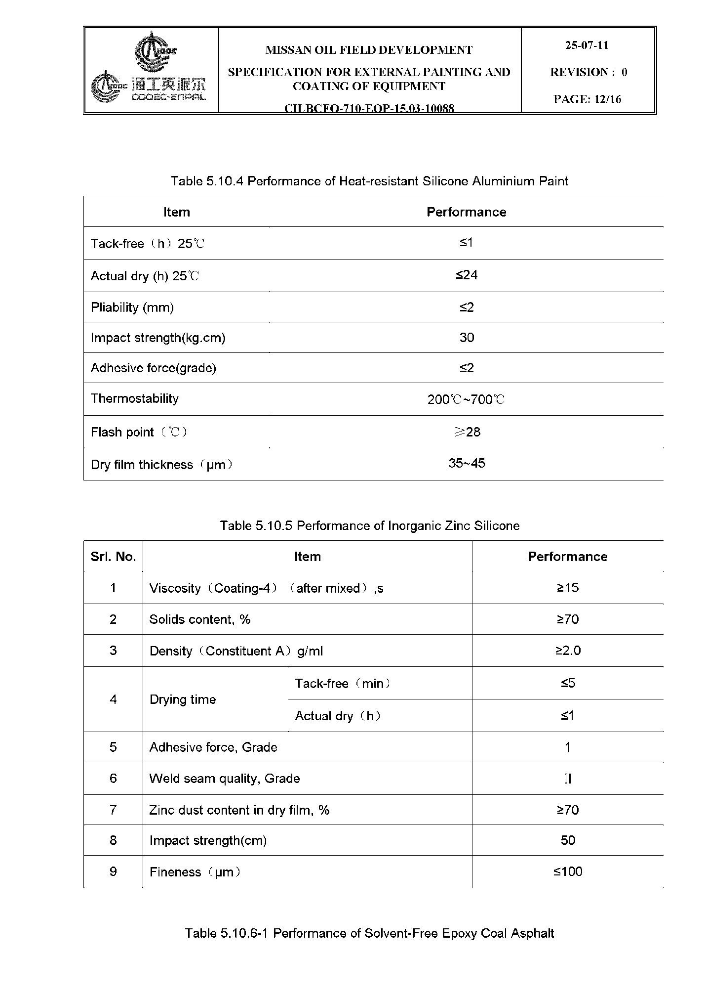 COOC
COOC
海工英派尔
COOEC-ENPAL
MISSAN OIL FIELD DEVELOPMENT
SPECIFICATION FOR EXTERNAL PAINTING AND
COATING OF EQUIPMENT
CILBCFO-710-EOP-15.03-10088
25-07-11
REVISION : 0
PAGE: 12/16
Table 5.10.4 Performance of Heat-resistant Silicone Aluminium Paint
Item Performance
Tack-free（h）25℃ ≤1
Actual dry (h) 25℃ ≤24
Pliability (mm) ≤2
Impact strength(kg.cm) 30
Adhesive force(grade) ≤2
Thermostability 200℃~700℃
Flash point（℃） ≥28
Dry film thickness（μm） 35~45
Table 5.10.5 Performance of Inorganic Zinc Silicone
Srl. No. Item Performance
1 Viscosity（Coating-4）（after mixed）,s ≥15
2 Solids content, % ≥70
3 Density（Constituent A）g/ml ≥2.0
4 Drying time Tack-free（min） ≤5
Actual dry（h） ≤1
5 Adhesive force, Grade 1
6 Weld seam quality, Grade II
7 Zinc dust content in dry film, % ≥70
8 Impact strength(cm) 50
9 Fineness（μm） ≤100
Table 5.10.6-1 Performance of Solvent-Free Epoxy Coal Asphalt